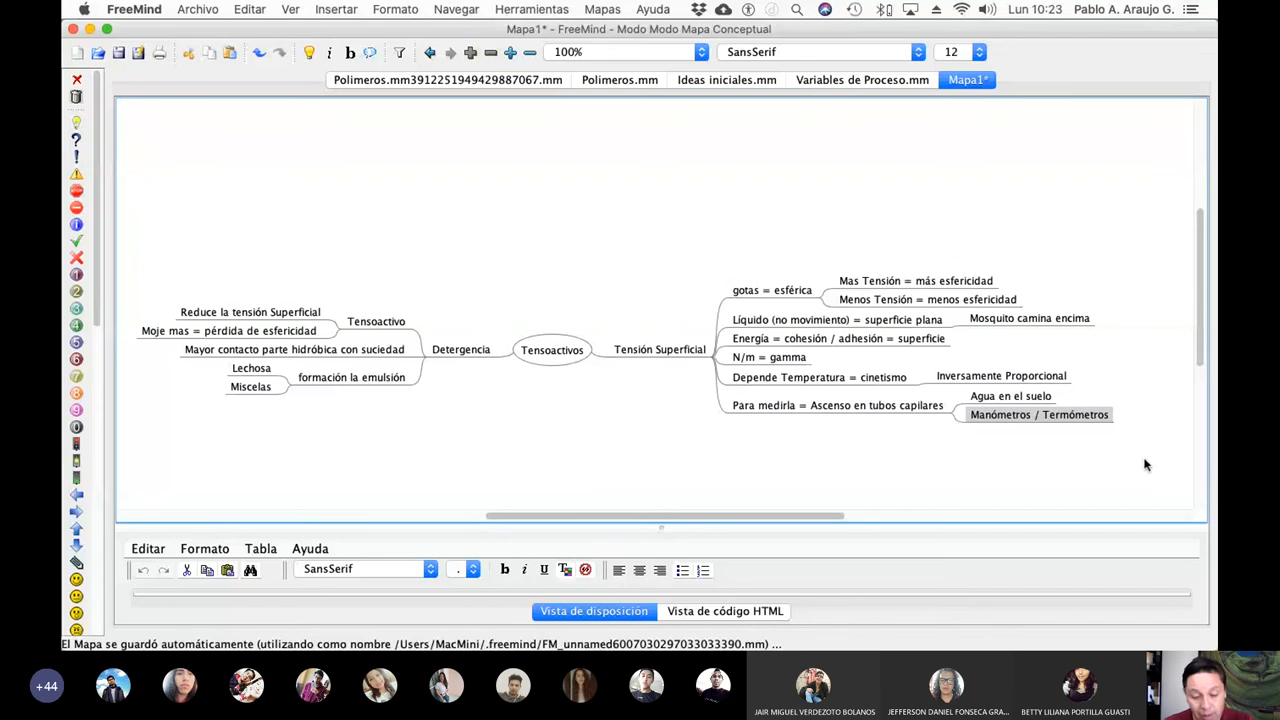 FreeMind Archivo Editar Ver Insertar Formato Navegar Herramientas Mapas Ayuda Lun 10:23 Pablo A. Araujo G.
Mapa1* - FreeMind - Modo Modo Mapa Conceptual
100% SansSerif 12
Polimeros.mm3912251949429887067.mm Polimeros.mm Ideas iniciales.mm Variables de Proceso.mm Mapa1*
Reduce la tensión Superficial
Moje mas = pérdida de esfericidad
Tensoactivo
Mayor contacto parte hidróbica con suciedad
Lechosa
Miscelas
formación la emulsión
Detergencia
Tensoactivos
Tensión Superficial
gotas = esférica
Mas Tensión = más esfericidad
Menos Tensión = menos esfericidad
Líquido (no movimiento) = superficie plana
Mosquito camina encima
Energía = cohesión / adhesión = superficie
N/m = gamma
Depende Temperatura = cinetismo
Inversamente Proporcional
Para medirla = Ascenso en tubos capilares
Agua en el suelo
Manómetros / Termómetros
Editar Formato Tabla Ayuda
SansSerif .
Vista de disposición Vista de código HTML
El Mapa se guardó automáticamente (utilizando como nombre /Users/MacMini/.freemind/FM_unnamed6007030297033033390.mm) ...
+44
JAIR MIGUEL VERDEZOTO BOLANOS
JEFFERSON DANIEL FONSECA GRA...
BETTY LILIANA PORTILLA GUASTI